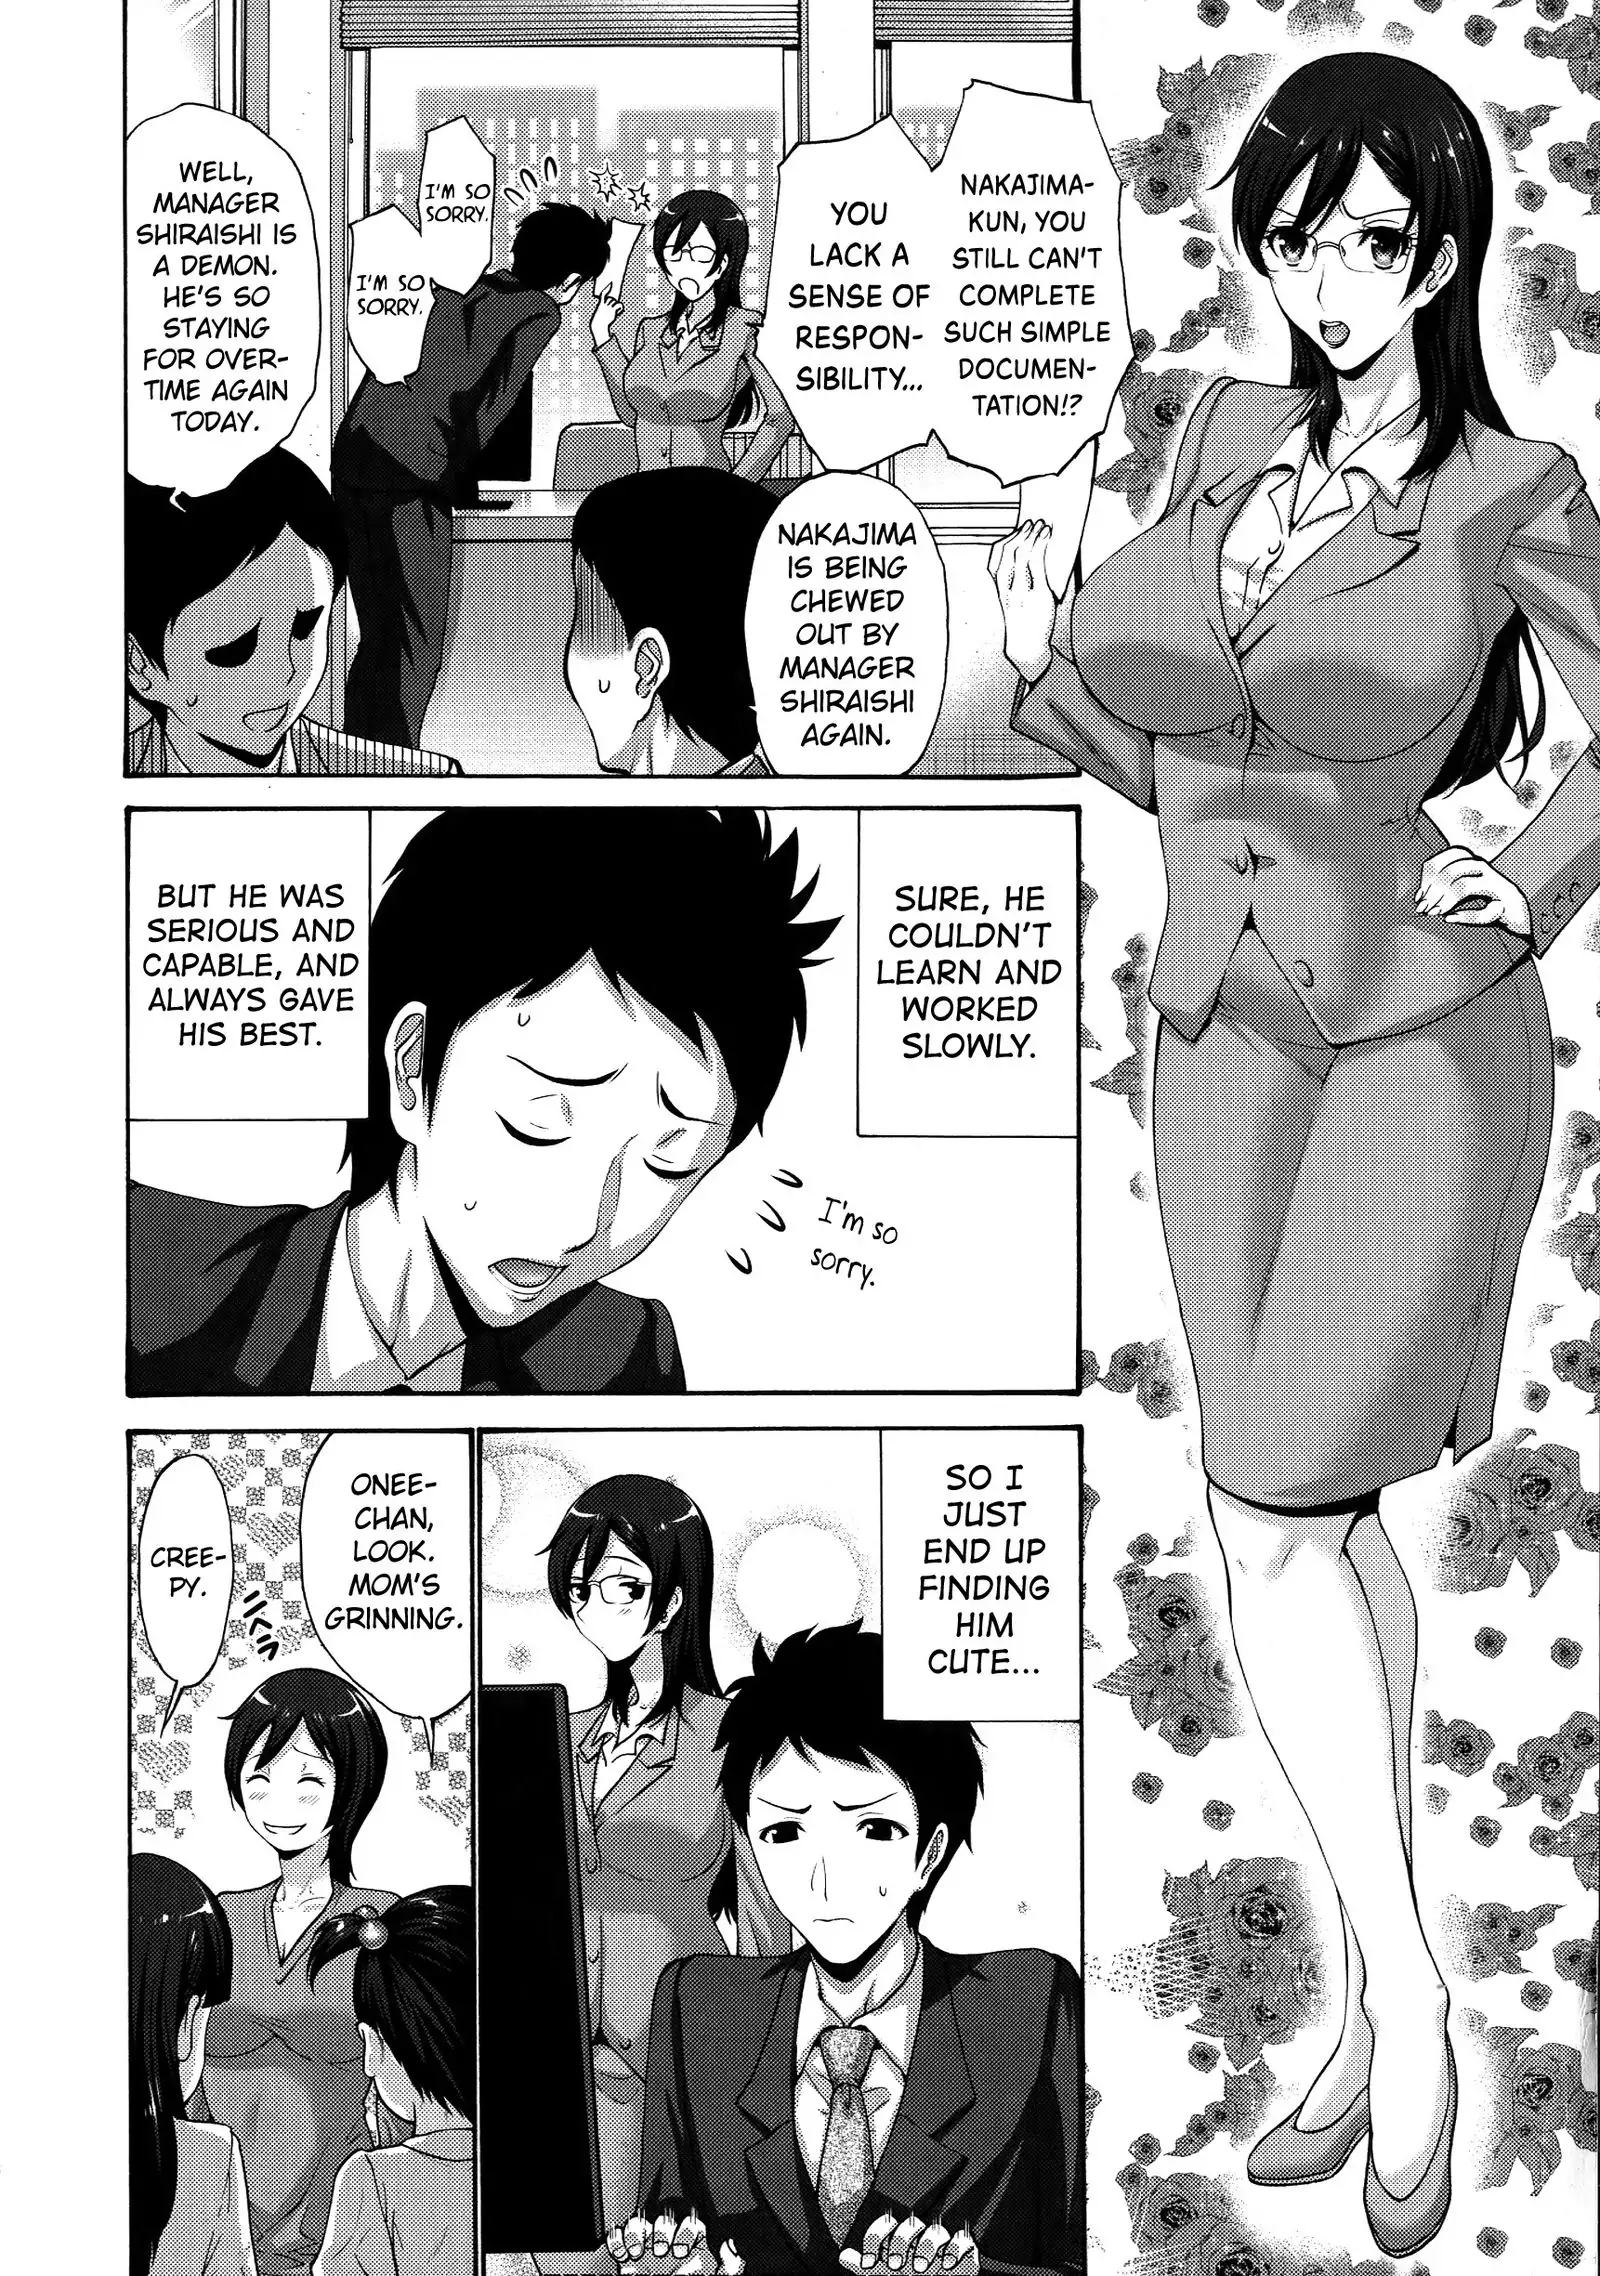 NAKAJIMA-
KUN, YOU
STILL CAN'T
COMPLETE
SUCH SIMPLE
DOCUMEN-
TATION!?
YOU
LACK A
SENSE OF
RESPON-
SIBILITY...
I'M SO
SORRY.
I'M SO
SORRY.
NAKAJIMA
IS BEING
CHEWED
OUT BY
MANAGER
SHIRAISHI
AGAIN.
WELL,
MANAGER
SHIRAISHI IS
A DEMON.
HE'S SO
STAYING
FOR OVER-
TIME AGAIN
TODAY.
SURE, HE
COULDN'T
LEARN AND
WORKED
SLOWLY.
I'm so
sorry.
BUT HE WAS
SERIOUS AND
CAPABLE, AND
ALWAYS GAVE
HIS BEST.
SO I
JUST
END UP
FINDING
HIM
CUTE...
ONEE-
CHAN,
LOOK.
MOM'S
GRINNING.
CREE-
PY.